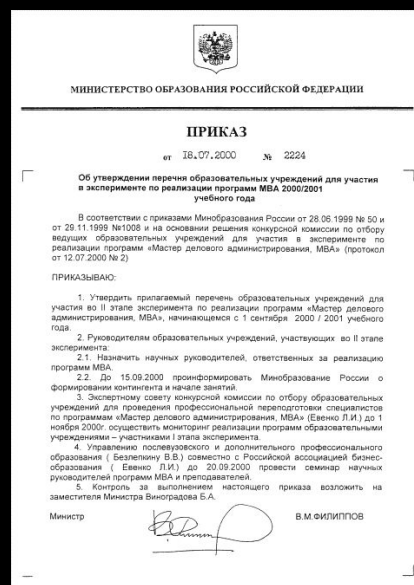 МИНИСТЕРСТВО ОБРАЗОВАНИЯ РОССИЙСКОЙ ФЕДЕРАЦИИ
ПРИКАЗ
от 18.07.2000 № 2224
Об утверждении перечня образовательных учреждений для участия
в эксперименте по реализации программ МВА 2000/2001
учебного года
В соответствии с приказами Минобразования России от 28.06.1999 № 50 и
от 29.11.1999 №1008 и на основании решения конкурсной комиссии по отбору
ведущих образовательных учреждений для участия в эксперименте по
реализации программ «Мастер делового администрирования, МВА» (протокол
от 12.07.2000 № 2)
ПРИКАЗЫВАЮ:
1. Утвердить прилагаемый перечень образовательных учреждений для
участия во II этапе эксперимента по реализации программ «Мастер делового
администрирования, МВА», начинающемся с 1 сентября 2000 / 2001 учебного
года.
2. Руководителям образовательных учреждений, участвующих во II этапе
эксперимента:
2.1. Назначить научных руководителей, ответственных за реализацию
программ МВА.
2.2. До 15.09.2000 проинформировать Минобразование России о
формировании контингента и начале занятий.
3. Экспертному совету конкурсной комиссии по отбору образовательных
учреждений для проведения профессиональной переподготовки специалистов
по программам «Мастер делового администрирования, МВА» (Евенко Л.И.) до 1
ноября 2000г. осуществить мониторинг реализации программ образовательными
учреждениями – участниками I этапа эксперимента.
4. Управлению послевузовского и дополнительного профессионального
образования ( Безлепкину В.В.) совместно с Российской ассоциацией бизнес-
образования ( Евенко Л.И.) до 20.09.2000 провести семинар научных
руководителей программ МВА и преподавателей.
5. Контроль за выполнением настоящего приказа возложить на
заместителя Министра Виноградова Б.А.
Министр В.М.ФИЛИППОВ